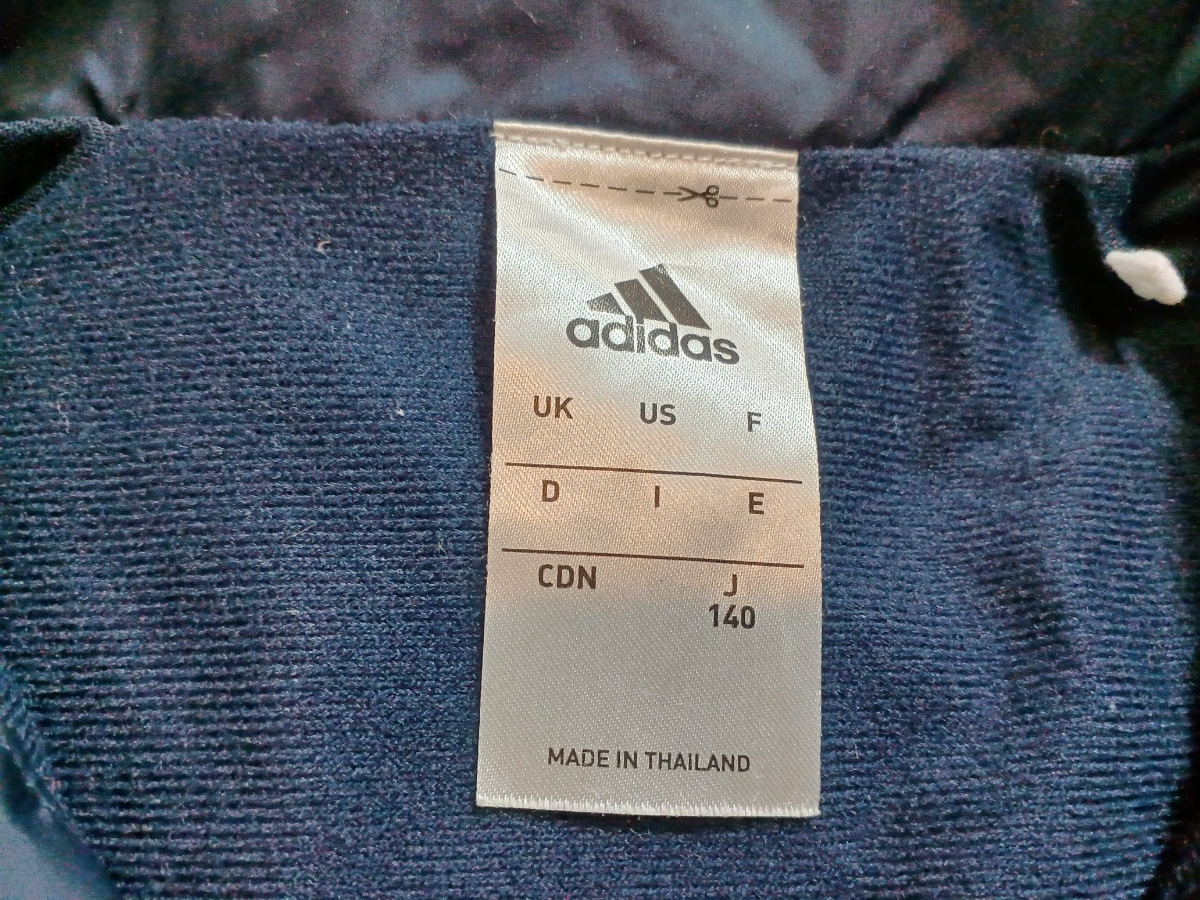 adidas
UK US F
D I E
CDN J
140
MADE IN THAILAND